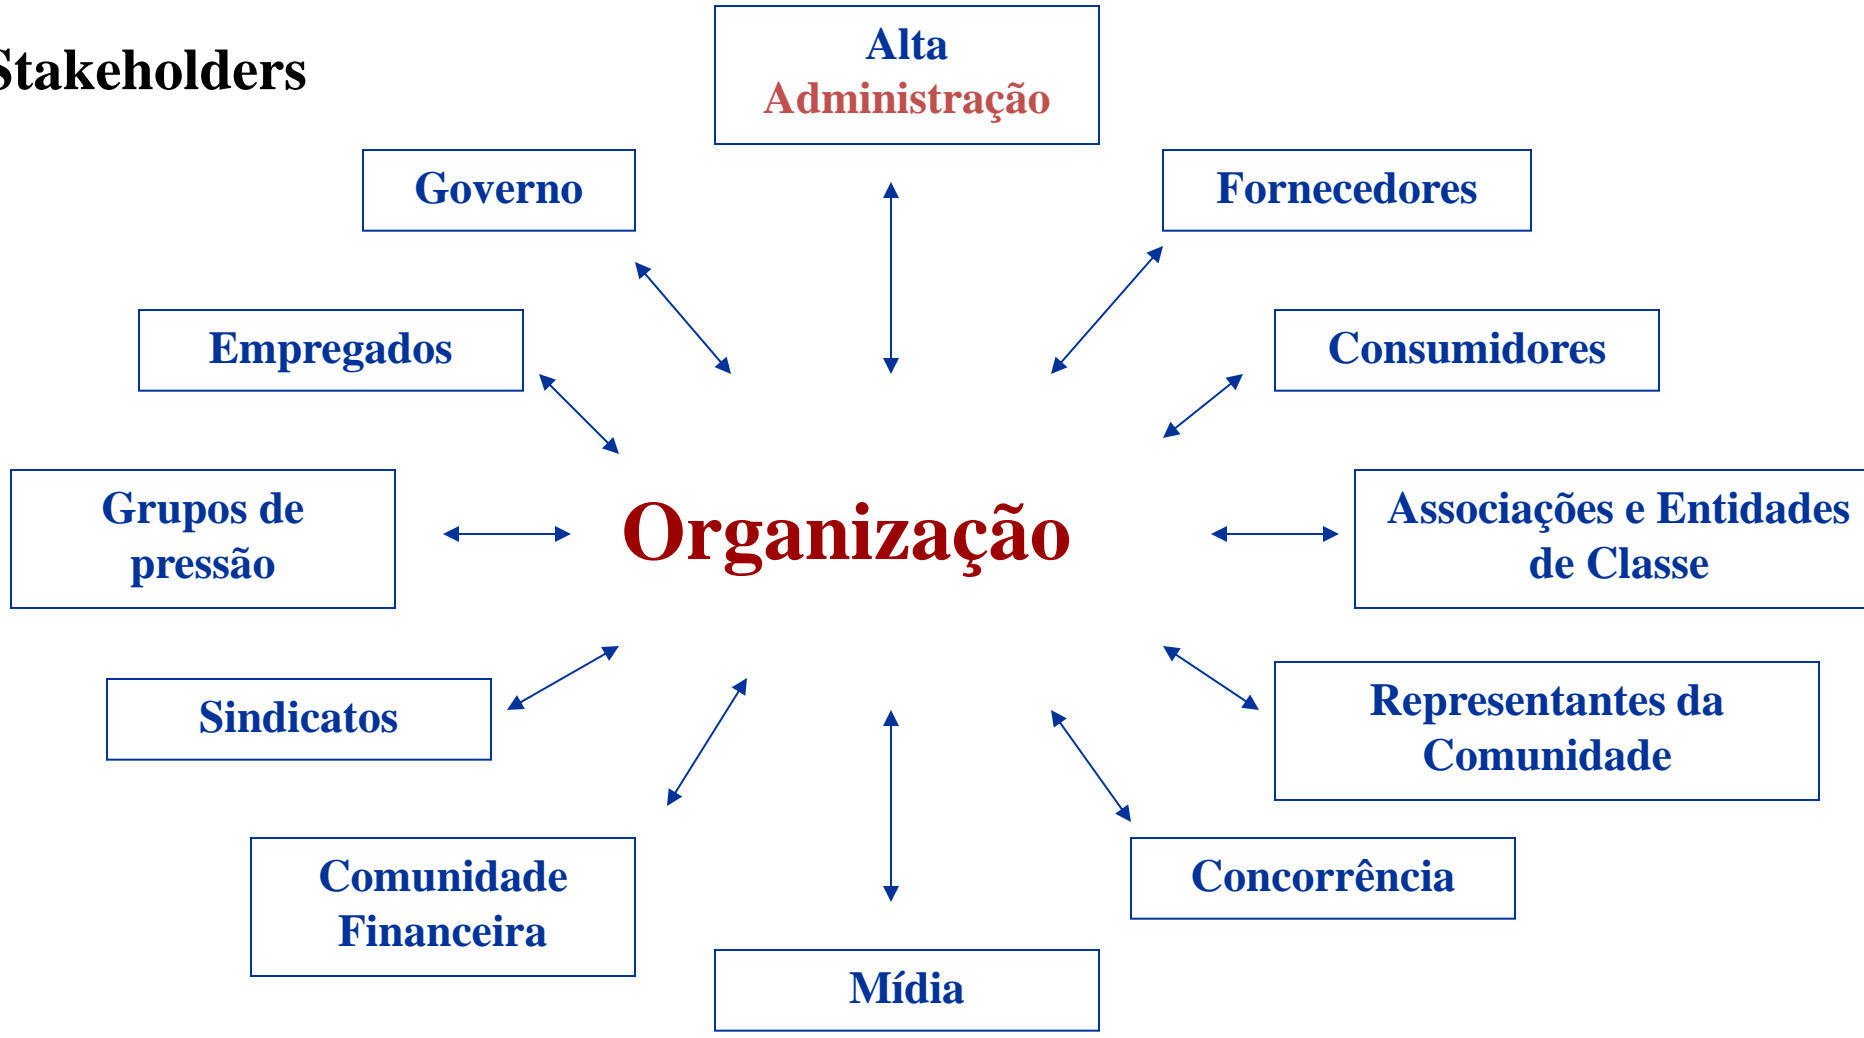 Stakeholders
Alta
Administração
Governo
Fornecedores
Empregados
Consumidores
Grupos de
pressão
Organização
Associações e Entidades
de Classe
Sindicatos
Representantes da
Comunidade
Comunidade
Financeira
Concorrência
Mídia